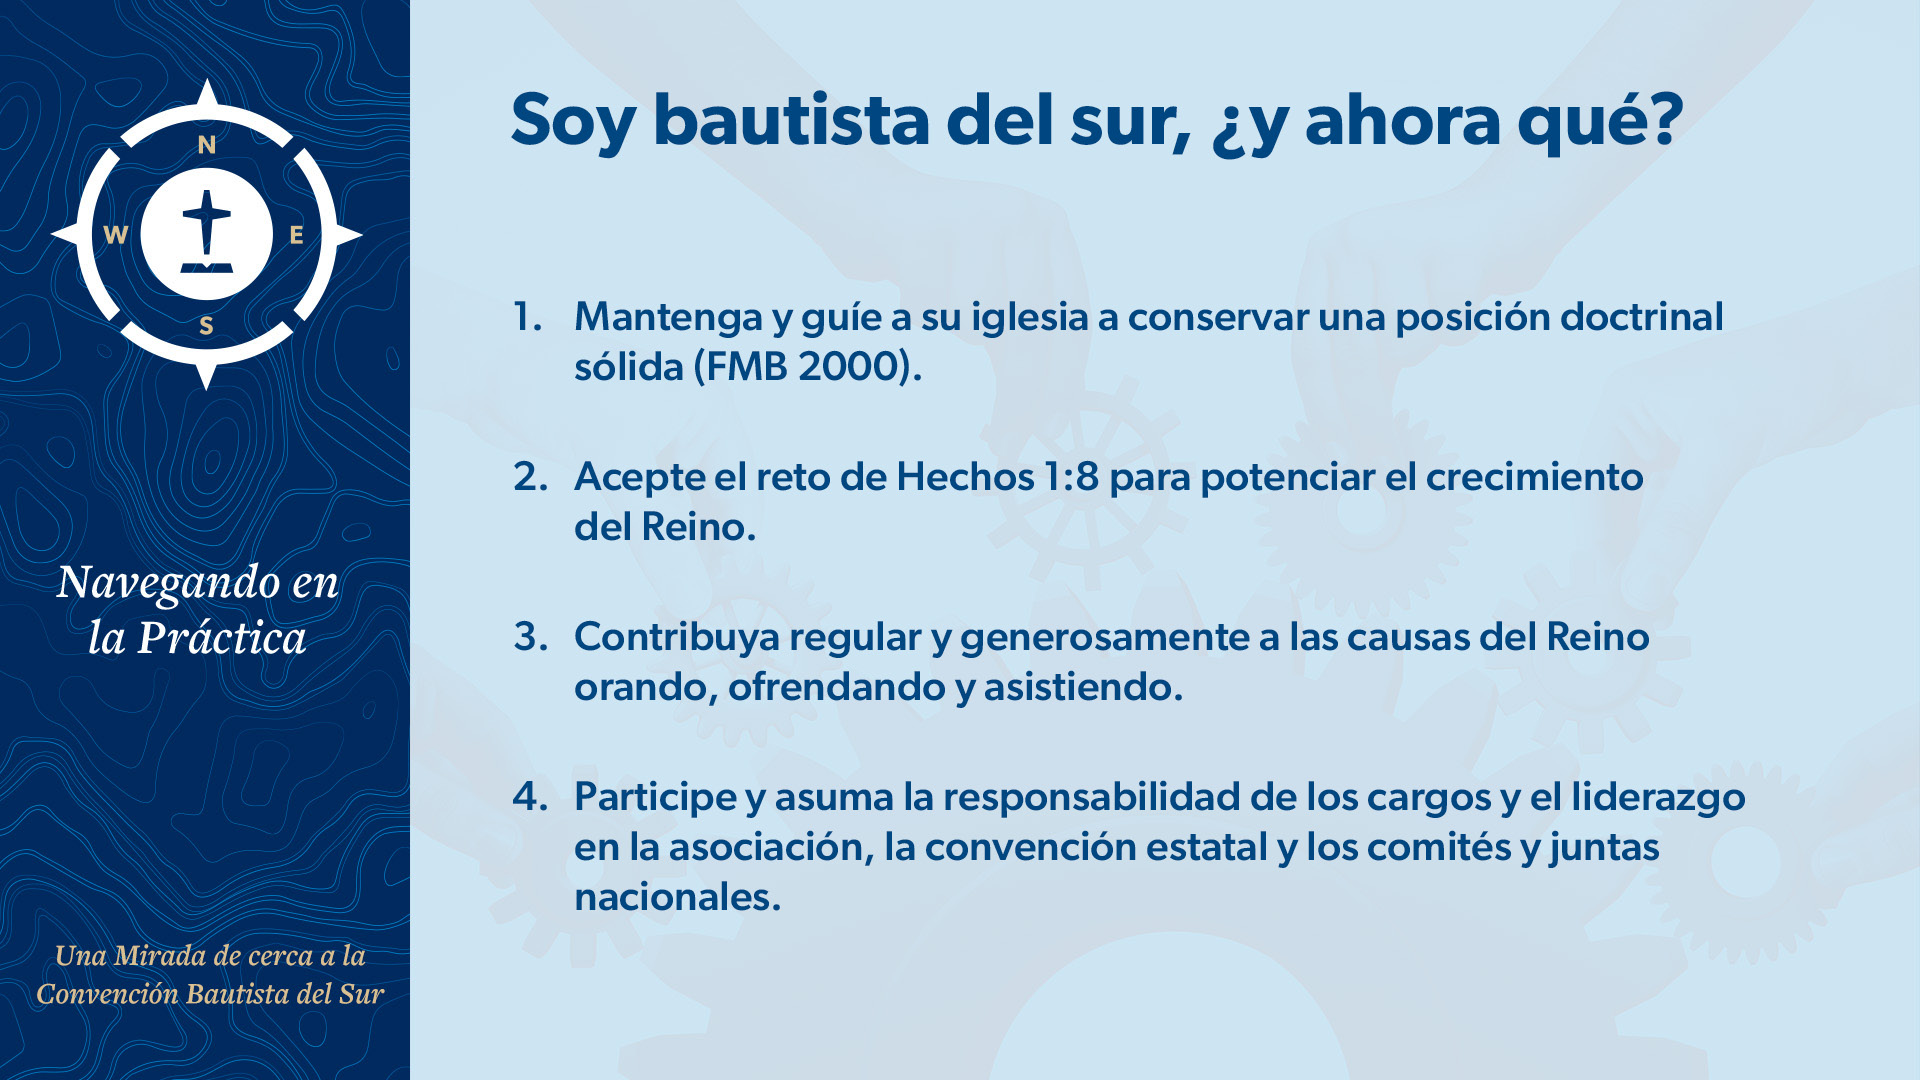 N
W
E
S
Navegando en
la Práctica
Una Mirada de cerca a la
Convención Bautista del Sur
Soy bautista del sur, ¿y ahora qué?
1. Mantenga y guíe a su iglesia a conservar una posición doctrinal
sólida (FMB 2000).
2. Acepte el reto de Hechos 1:8 para potenciar el crecimiento
del Reino.
3. Contribuya regular y generosamente a las causas del Reino
orando, ofrendando y asistiendo.
4. Participe y asuma la responsabilidad de los cargos y el liderazgo
en la asociación, la convención estatal y los comités y juntas
nacionales.